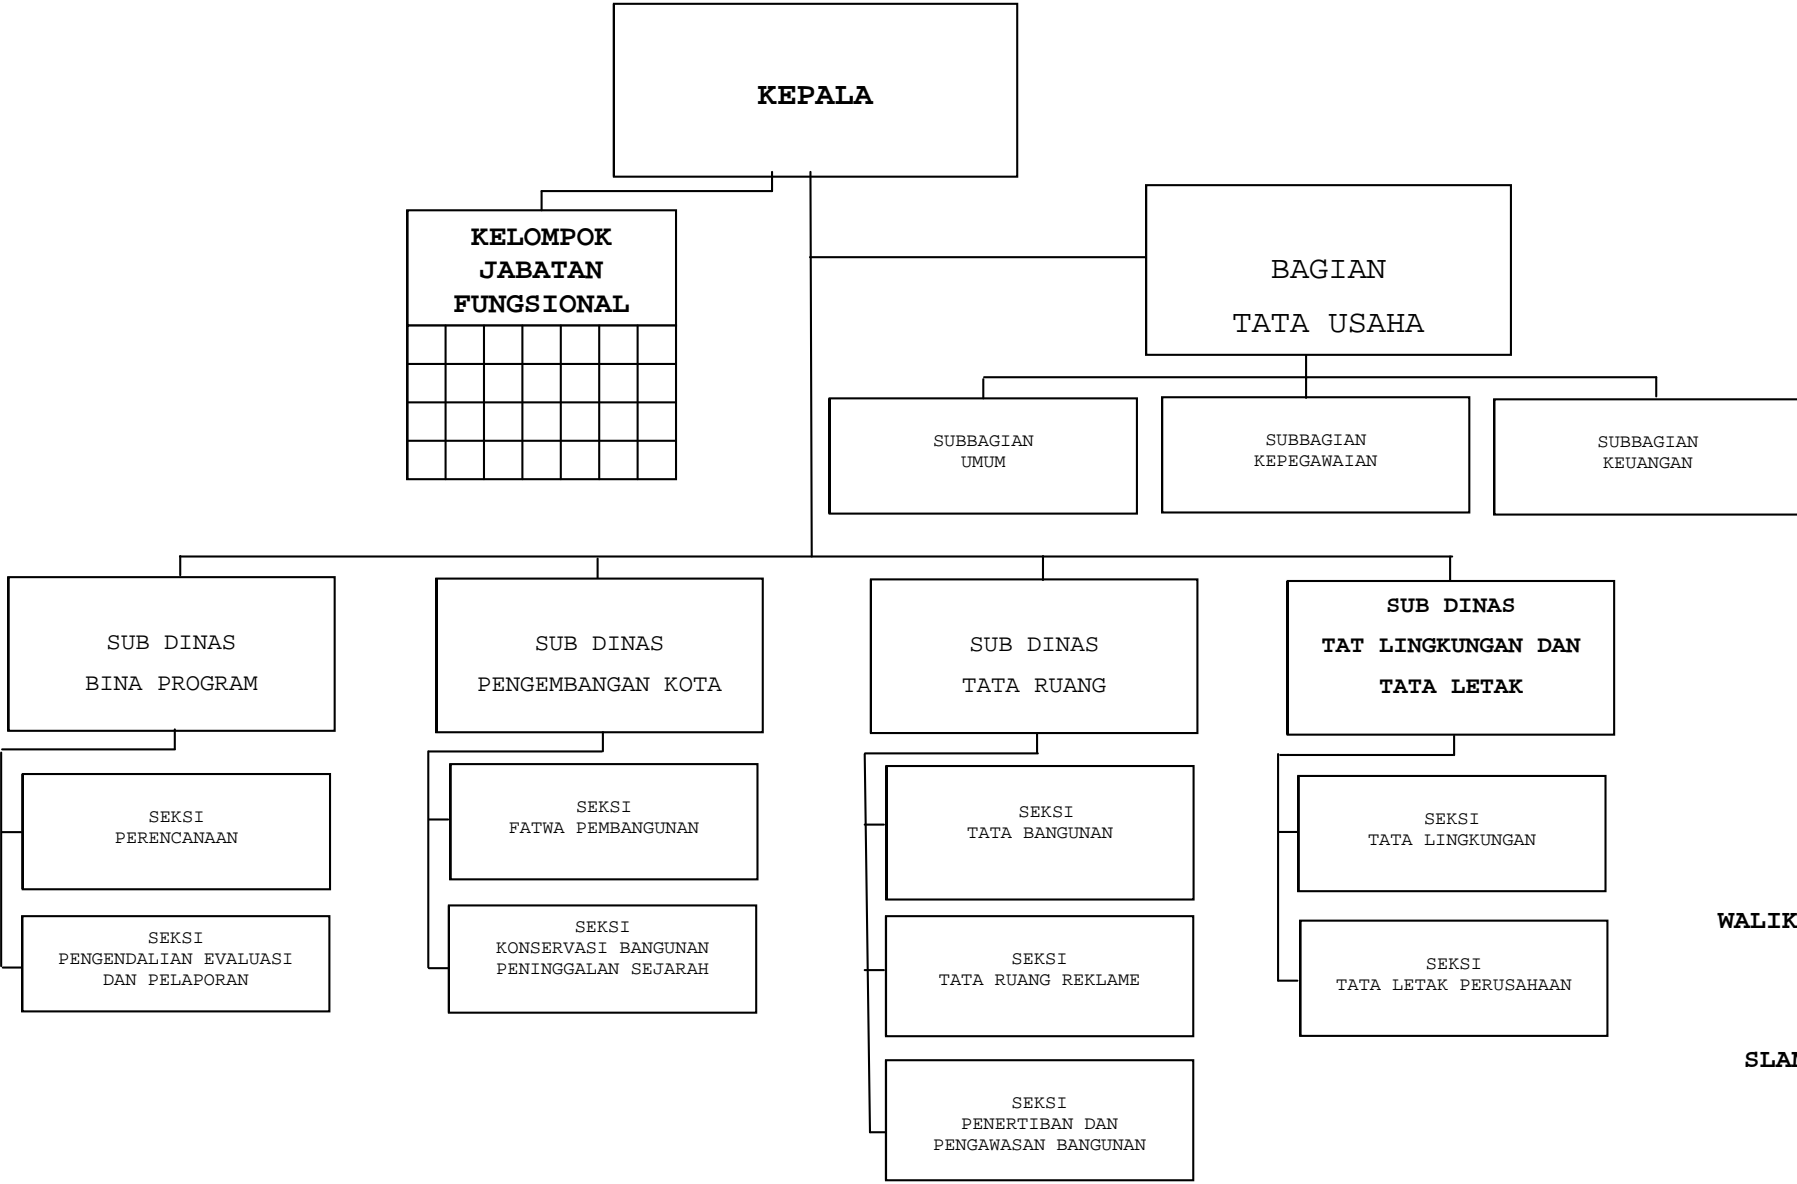 KEPALA
KELOMPOK
JABATAN
FUNGSIONAL
BAGIAN
TATA USAHA
SUBBAGIAN
UMUM
SUBBAGIAN
KEPEGAWAIAN
SUBBAGIAN
KEUANGAN
SUB DINAS
BINA PROGRAM
SUB DINAS
PENGEMBANGAN KOTA
SUB DINAS
TATA RUANG
SUB DINAS
TAT LINGKUNGAN DAN
TATA LETAK
SEKSI
PERENCANAAN
SEKSI
PENGENDALIAN EVALUASI
DAN PELAPORAN
SEKSI
FATWA PEMBANGUNAN
SEKSI
KONSERVASI BANGUNAN
PENINGGALAN SEJARAH
SEKSI
TATA BANGUNAN
SEKSI
TATA RUANG REKLAME
SEKSI
PENERTIBAN DAN
PENGAWASAN BANGUNAN
SEKSI
TATA LINGKUNGAN
SEKSI
TATA LETAK PERUSAHAAN